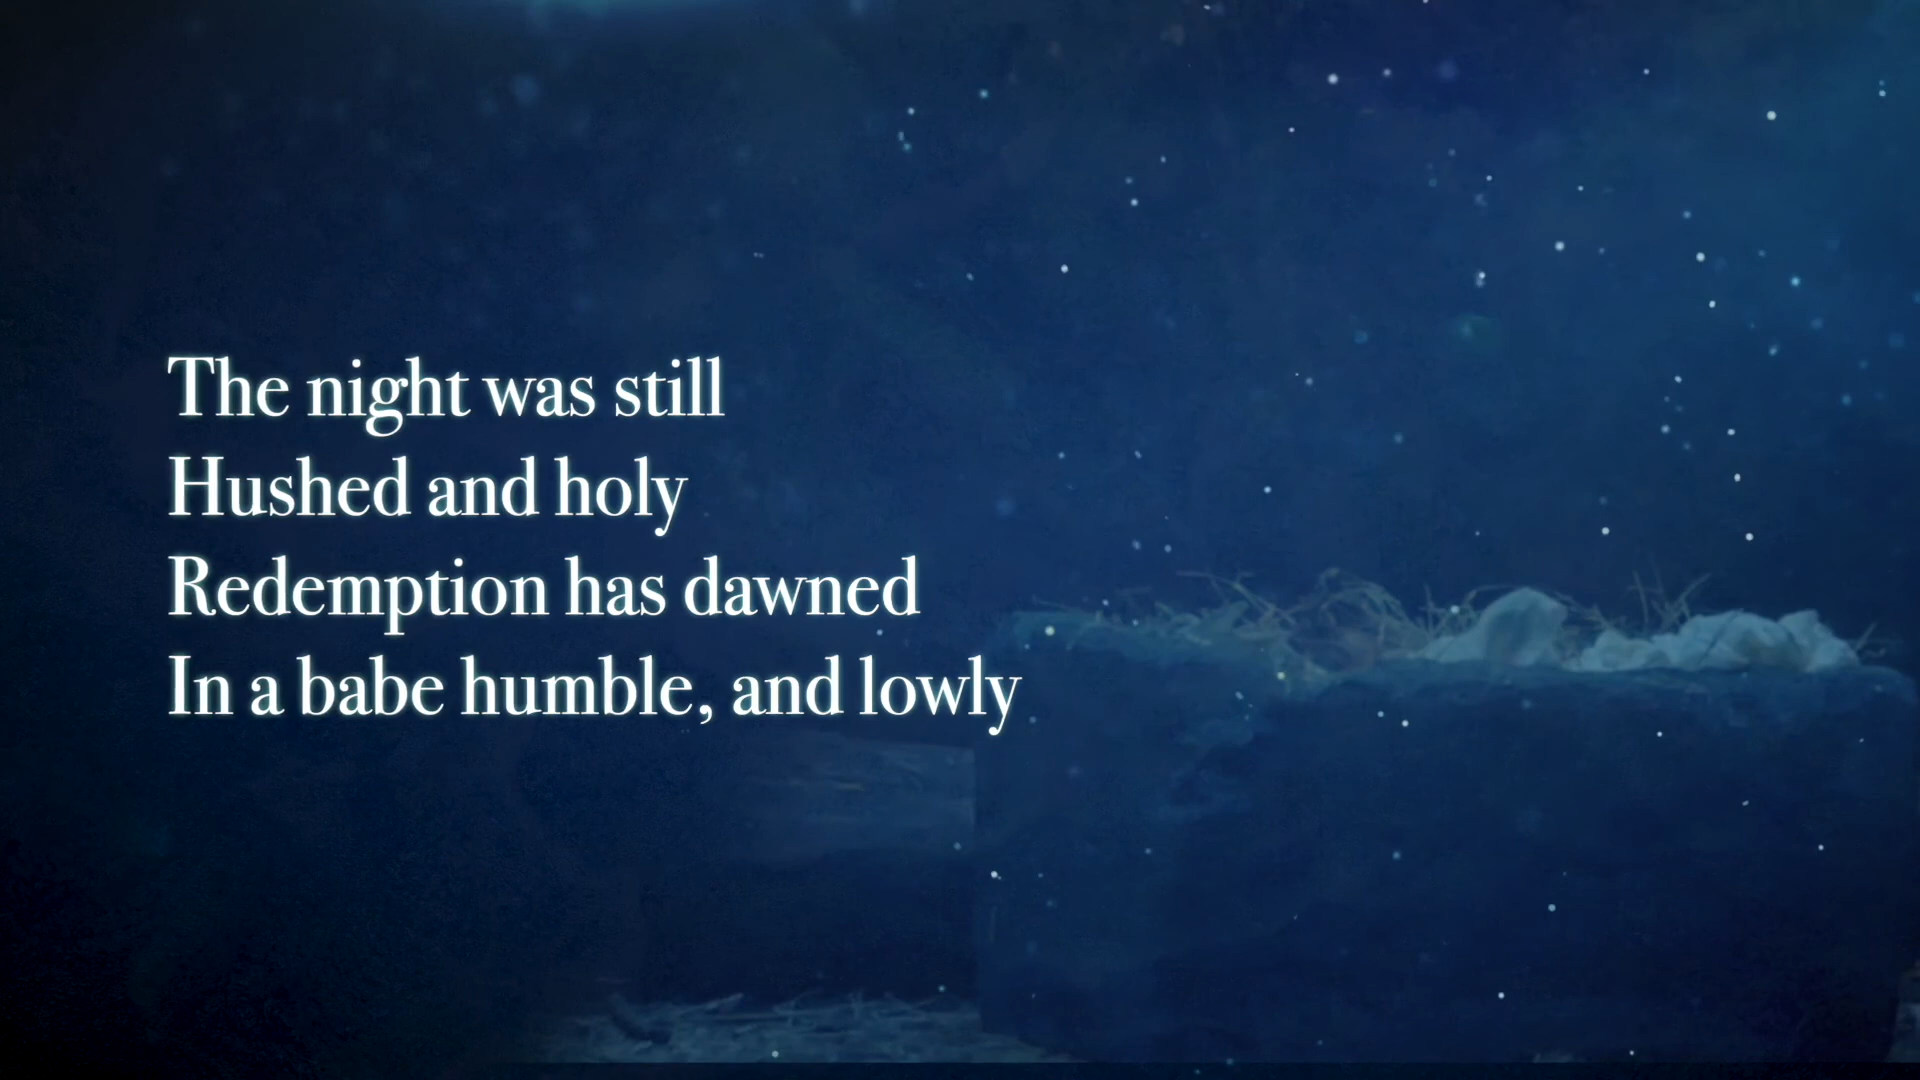 The night was still
Hushed and holy
Redemption has dawned
In a babe humble, and lowly